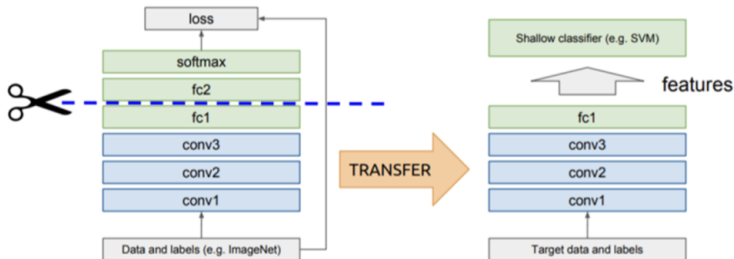 loss
softmax
fc2
fc1
conv3
conv2
conv1
Data and labels (e.g. ImageNet)
TRANSFER
Shallow classifier (e.g. SVM)
features
fc1
conv3
conv2
conv1
Target data and labels